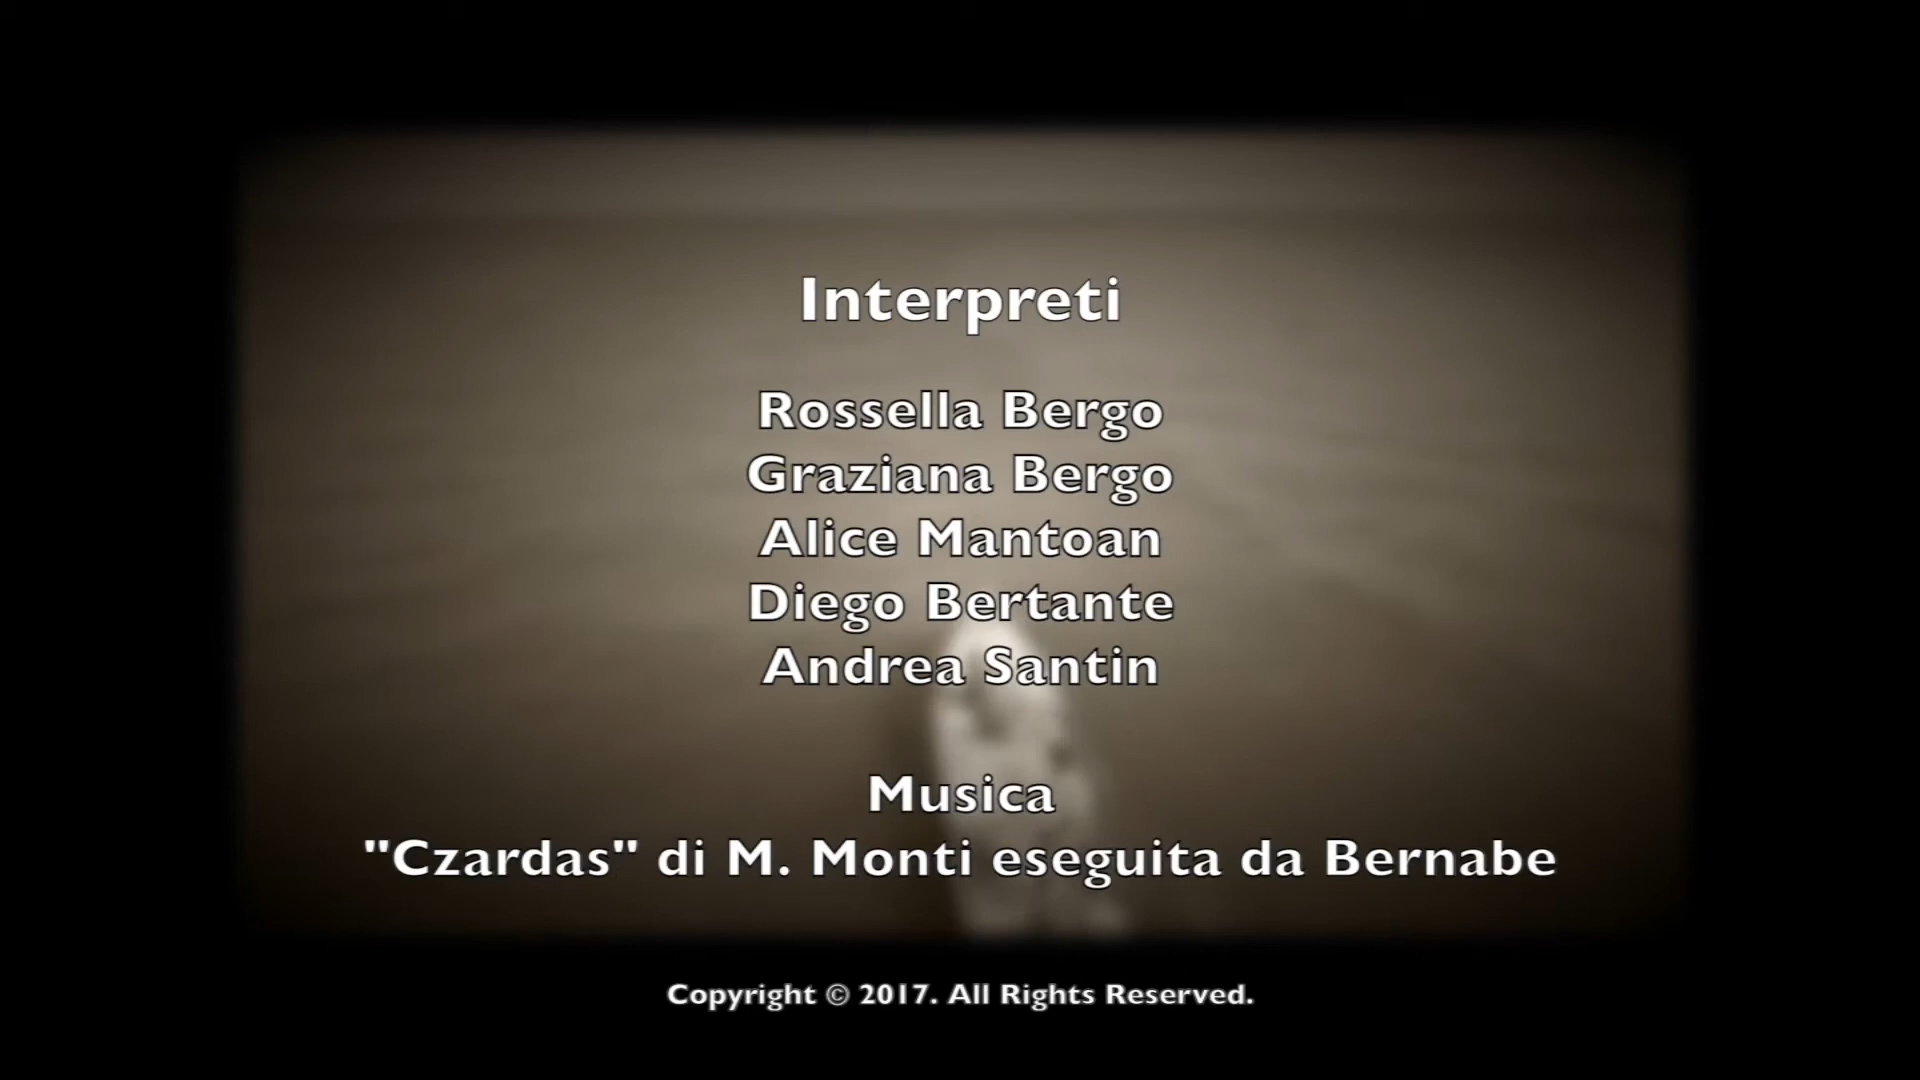 Interpreti
Rossella Bergo
Graziana Bergo
Alice Mantoan
Diego Bertante
Andrea Santin
Musica
"Czardas" di M. Monti eseguita da Bernabe
Copyright © 2017. All Rights Reserved.